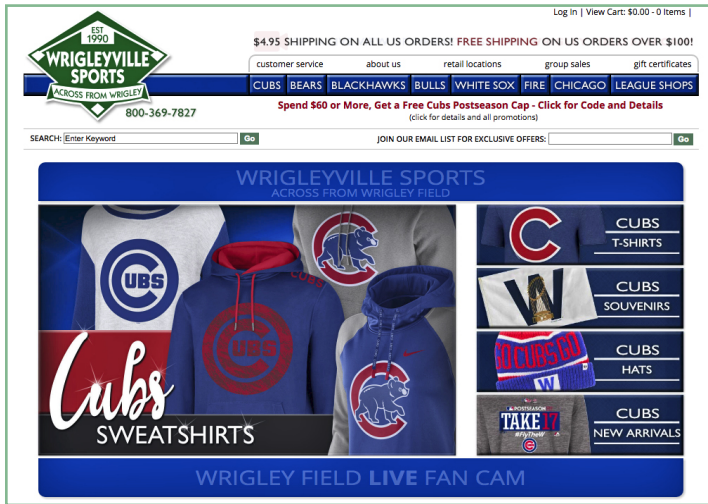 Log In | View Cart: $0.00 - 0 Items |
EST
1990
WRIGLEYVILLE
SPORTS
ACROSS FROM WRIGLEY
800-369-7827
$4.95 SHIPPING ON ALL US ORDERS! FREE SHIPPING ON US ORDERS OVER $100!
customer service about us retail locations group sales gift certificates
CUBS BEARS BLACKHAWKS BULLS WHITE SOX FIRE CHICAGO LEAGUE SHOPS
Spend $60 or More, Get a Free Cubs Postseason Cap - Click for Code and Details
(click for details and all promotions)
SEARCH: Enter Keyword Go JOIN OUR EMAIL LIST FOR EXCLUSIVE OFFERS: Go
WRIGLEYVILLE SPORTS
ACROSS FROM WRIGLEY FIELD
CUBS
CUBS
CUBS
Cubs
SWEATSHIRTS
C
CUBS
T-SHIRTS
W
CUBS
SOUVENIRS
GO CUBS GO
W
CUBS
HATS
POSTSEASON
TAKE 17
#FlyTheW
CUBS
NEW ARRIVALS
WRIGLEY FIELD LIVE FAN CAM